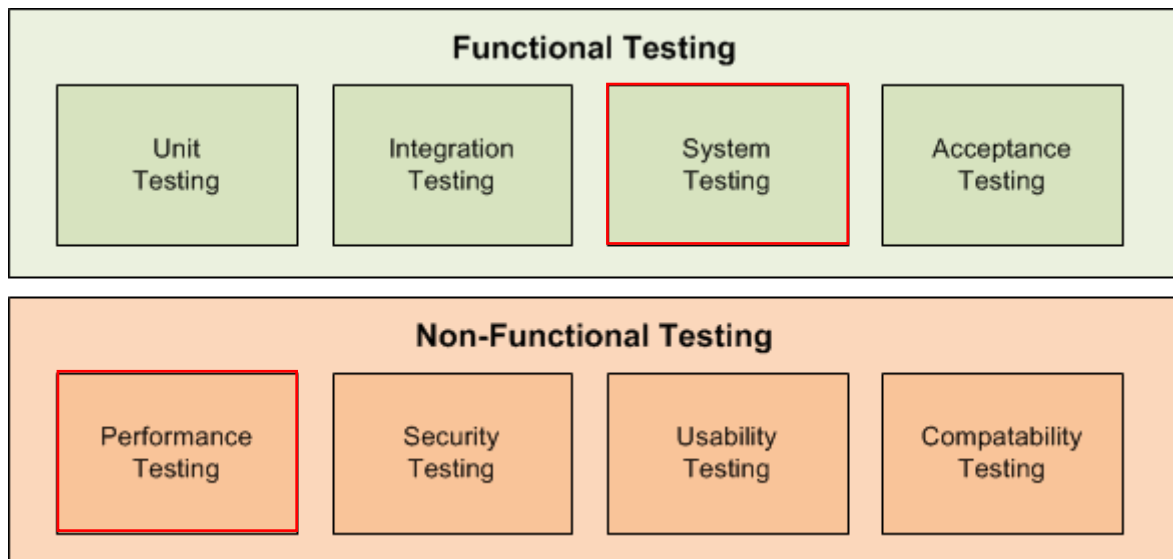 Functional Testing
Unit
Testing
Integration
Testing
System
Testing
Acceptance
Testing
Non-Functional Testing
Performance
Testing
Security
Testing
Usability
Testing
Compatability
Testing